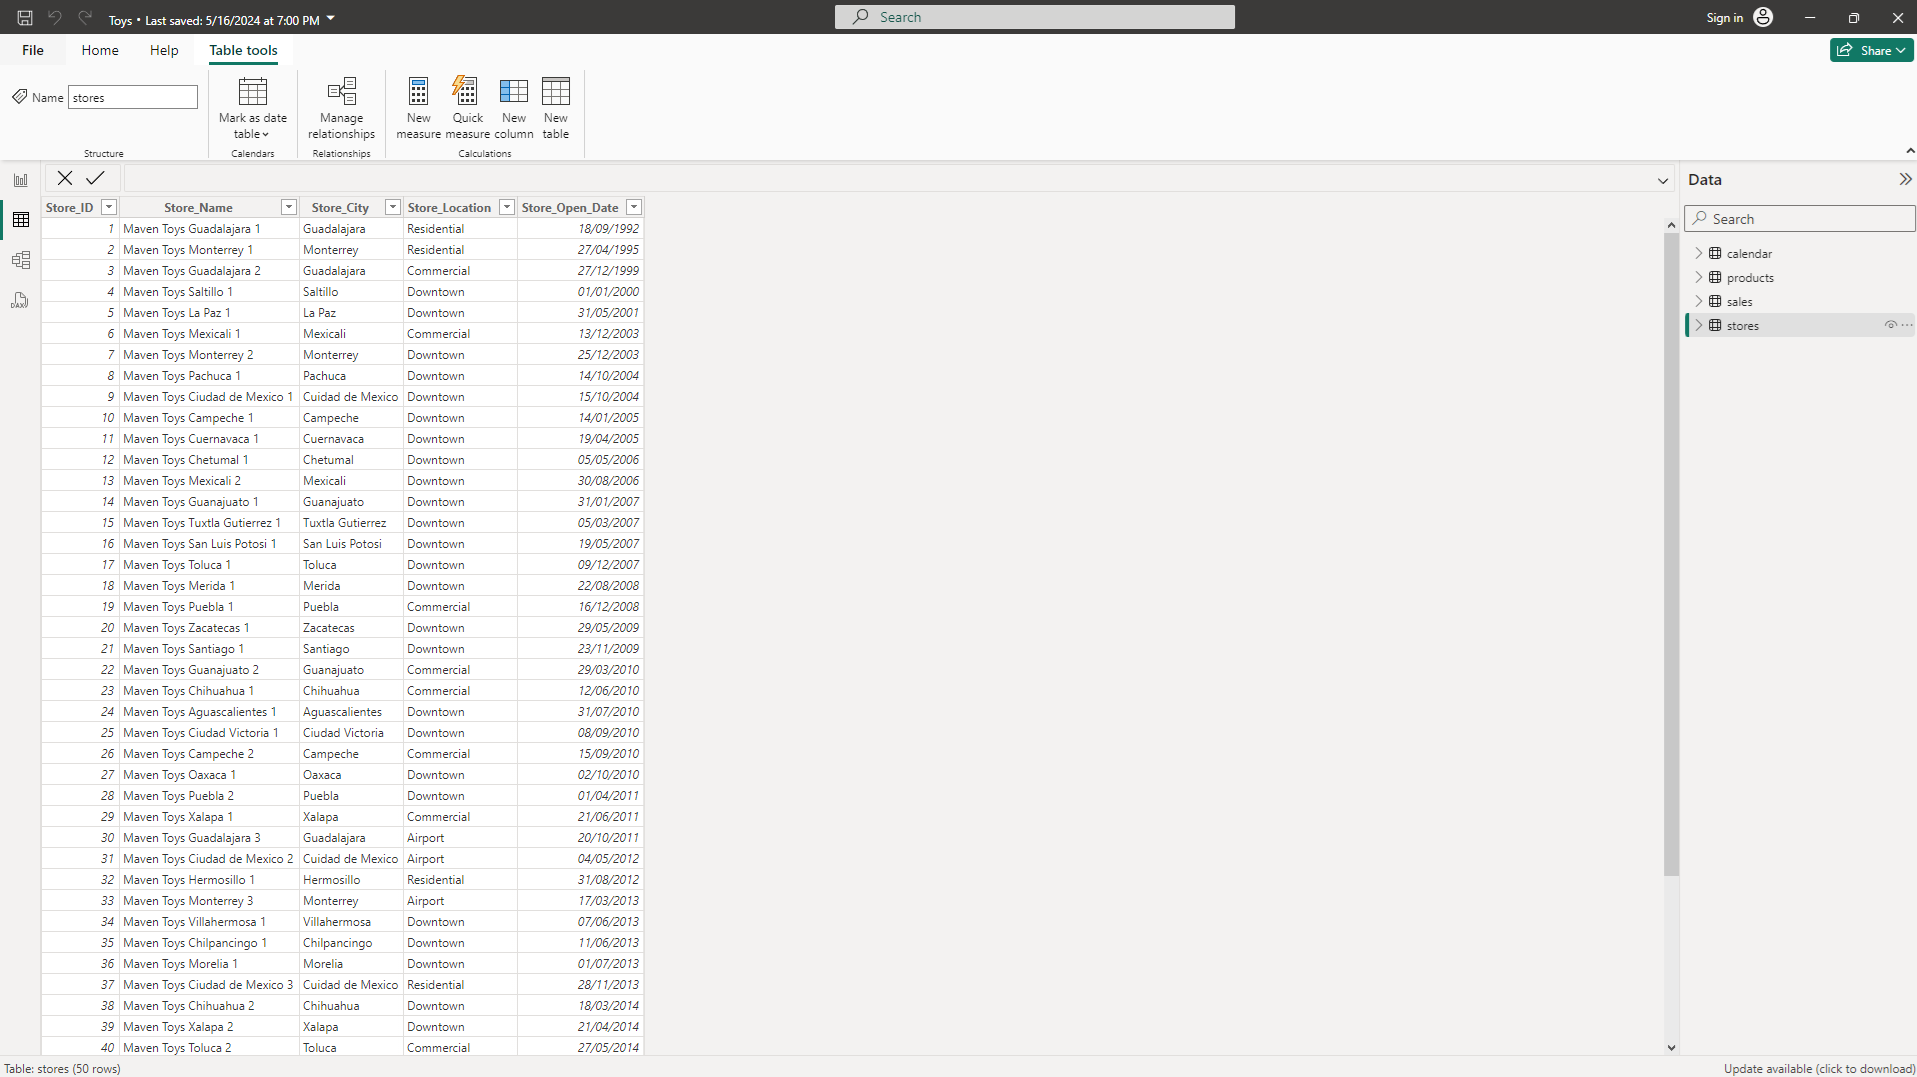 Toys • Last saved: 5/16/2024 at 7:00 PM
Search
Sign in
File Home Help Table tools
Share
Name stores
Mark as date table
Manage relationships
New measure
Quick measure
New column
New table
Structure Calendars Relationships Calculations
Data
Search
calendar
products
sales
stores
DAX
Store_ID Store_Name Store_City Store_Location Store_Open_Date
1 Maven Toys Guadalajara 1 Guadalajara Residential 18/09/1992
2 Maven Toys Monterrey 1 Monterrey Residential 27/04/1995
3 Maven Toys Guadalajara 2 Guadalajara Commercial 27/12/1999
4 Maven Toys Saltillo 1 Saltillo Downtown 01/01/2000
5 Maven Toys La Paz 1 La Paz Downtown 31/05/2001
6 Maven Toys Mexicali 1 Mexicali Commercial 13/12/2003
7 Maven Toys Monterrey 2 Monterrey Downtown 25/12/2003
8 Maven Toys Pachuca 1 Pachuca Downtown 14/10/2004
9 Maven Toys Ciudad de Mexico 1 Cuidad de Mexico Downtown 15/10/2004
10 Maven Toys Campeche 1 Campeche Downtown 14/01/2005
11 Maven Toys Cuernavaca 1 Cuernavaca Downtown 19/04/2005
12 Maven Toys Chetumal 1 Chetumal Downtown 05/05/2006
13 Maven Toys Mexicali 2 Mexicali Downtown 30/08/2006
14 Maven Toys Guanajuato 1 Guanajuato Downtown 31/01/2007
15 Maven Toys Tuxtla Gutierrez 1 Tuxtla Gutierrez Downtown 05/03/2007
16 Maven Toys San Luis Potosi 1 San Luis Potosi Downtown 19/05/2007
17 Maven Toys Toluca 1 Toluca Downtown 09/12/2007
18 Maven Toys Merida 1 Merida Downtown 22/08/2008
19 Maven Toys Puebla 1 Puebla Commercial 16/12/2008
20 Maven Toys Zacatecas 1 Zacatecas Downtown 29/05/2009
21 Maven Toys Santiago 1 Santiago Downtown 23/11/2009
22 Maven Toys Guanajuato 2 Guanajuato Commercial 29/03/2010
23 Maven Toys Chihuahua 1 Chihuahua Commercial 12/06/2010
24 Maven Toys Aguascalientes 1 Aguascalientes Downtown 31/07/2010
25 Maven Toys Ciudad Victoria 1 Ciudad Victoria Downtown 08/09/2010
26 Maven Toys Campeche 2 Campeche Commercial 15/09/2010
27 Maven Toys Oaxaca 1 Oaxaca Downtown 02/10/2010
28 Maven Toys Puebla 2 Puebla Downtown 01/04/2011
29 Maven Toys Xalapa 1 Xalapa Commercial 21/06/2011
30 Maven Toys Guadalajara 3 Guadalajara Airport 20/10/2011
31 Maven Toys Ciudad de Mexico 2 Cuidad de Mexico Airport 04/05/2012
32 Maven Toys Hermosillo 1 Hermosillo Residential 31/08/2012
33 Maven Toys Monterrey 3 Monterrey Airport 17/03/2013
34 Maven Toys Villahermosa 1 Villahermosa Downtown 07/06/2013
35 Maven Toys Chilpancingo 1 Chilpancingo Downtown 11/06/2013
36 Maven Toys Morelia 1 Morelia Downtown 01/07/2013
37 Maven Toys Ciudad de Mexico 3 Cuidad de Mexico Residential 28/11/2013
38 Maven Toys Chihuahua 2 Chihuahua Downtown 18/03/2014
39 Maven Toys Xalapa 2 Xalapa Downtown 21/04/2014
40 Maven Toys Toluca 2 Toluca Commercial 27/05/2014
Table: stores (50 rows)
Update available (click to download)